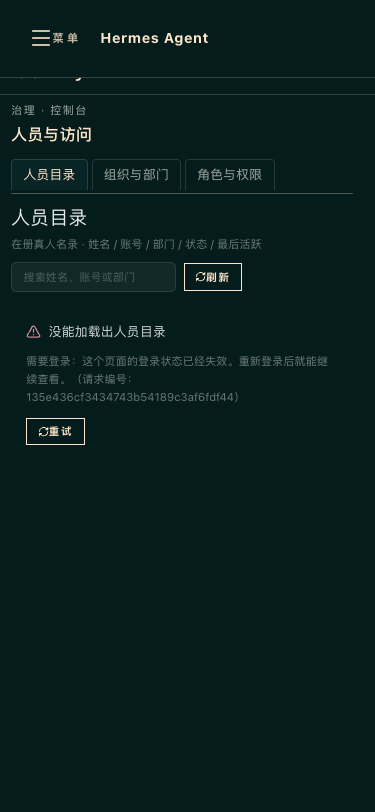 菜单
Hermes Agent
治理 · 控制台
人员与访问
人员目录
组织与部门
角色与权限
人员目录
在册真人名录 · 姓名 / 账号 / 部门 / 状态 / 最后活跃
搜索姓名、账号或部门
刷新
没能加载出人员目录
需要登录：这个页面的登录状态已经失效。重新登录后就能继
续查看。（请求编号：
135e436cf3434743b54189c3af6fdf44）
重试